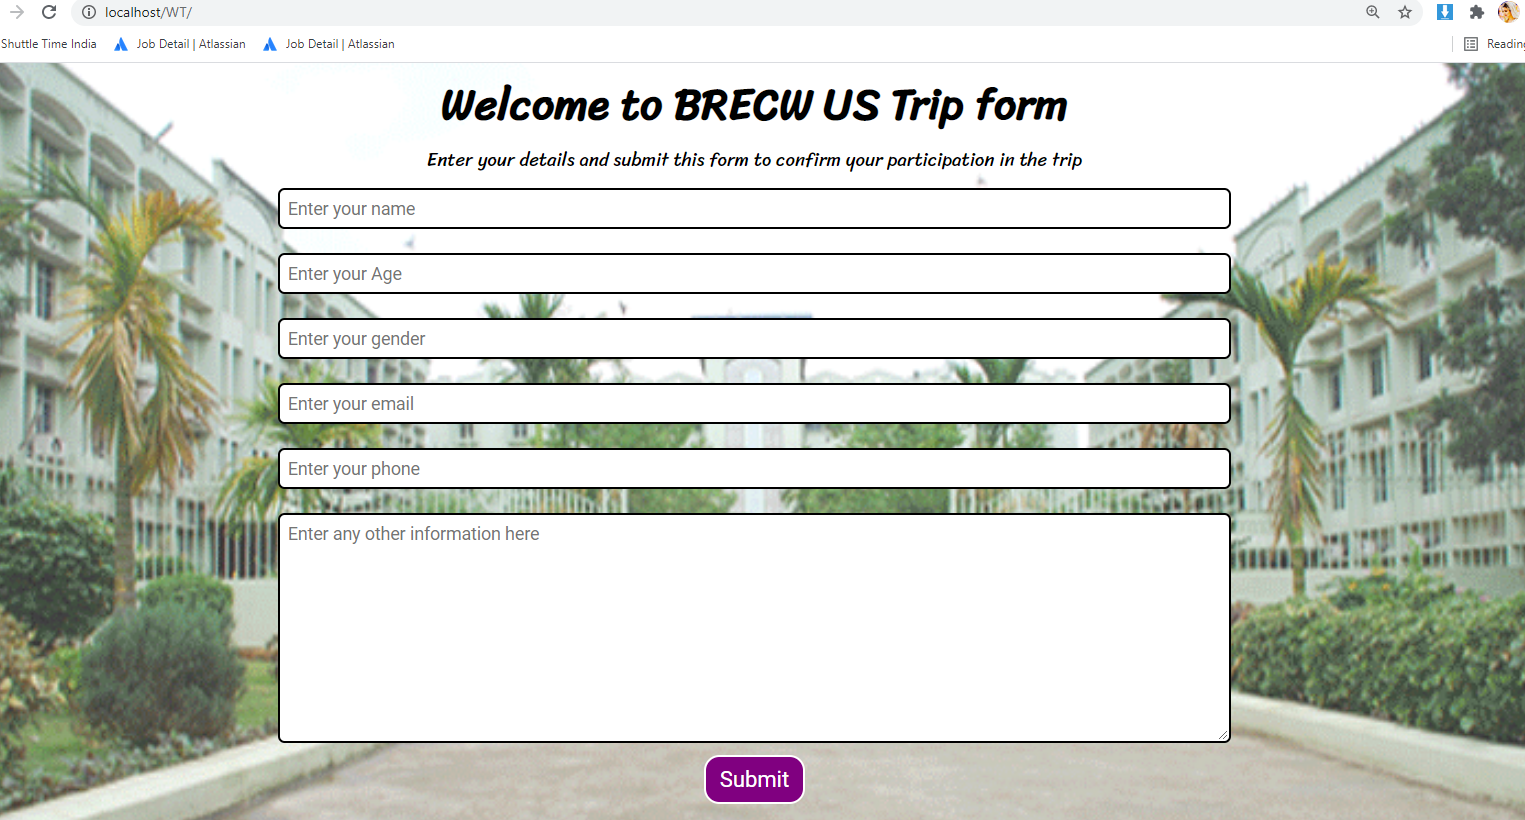 localhost/WT/
Shuttle Time India Job Detail | Atlassian Job Detail | Atlassian
Welcome to BRECW US Trip form
Enter your details and submit this form to confirm your participation in the trip
Enter your name
Enter your Age
Enter your gender
Enter your email
Enter your phone
Enter any other information here
Submit